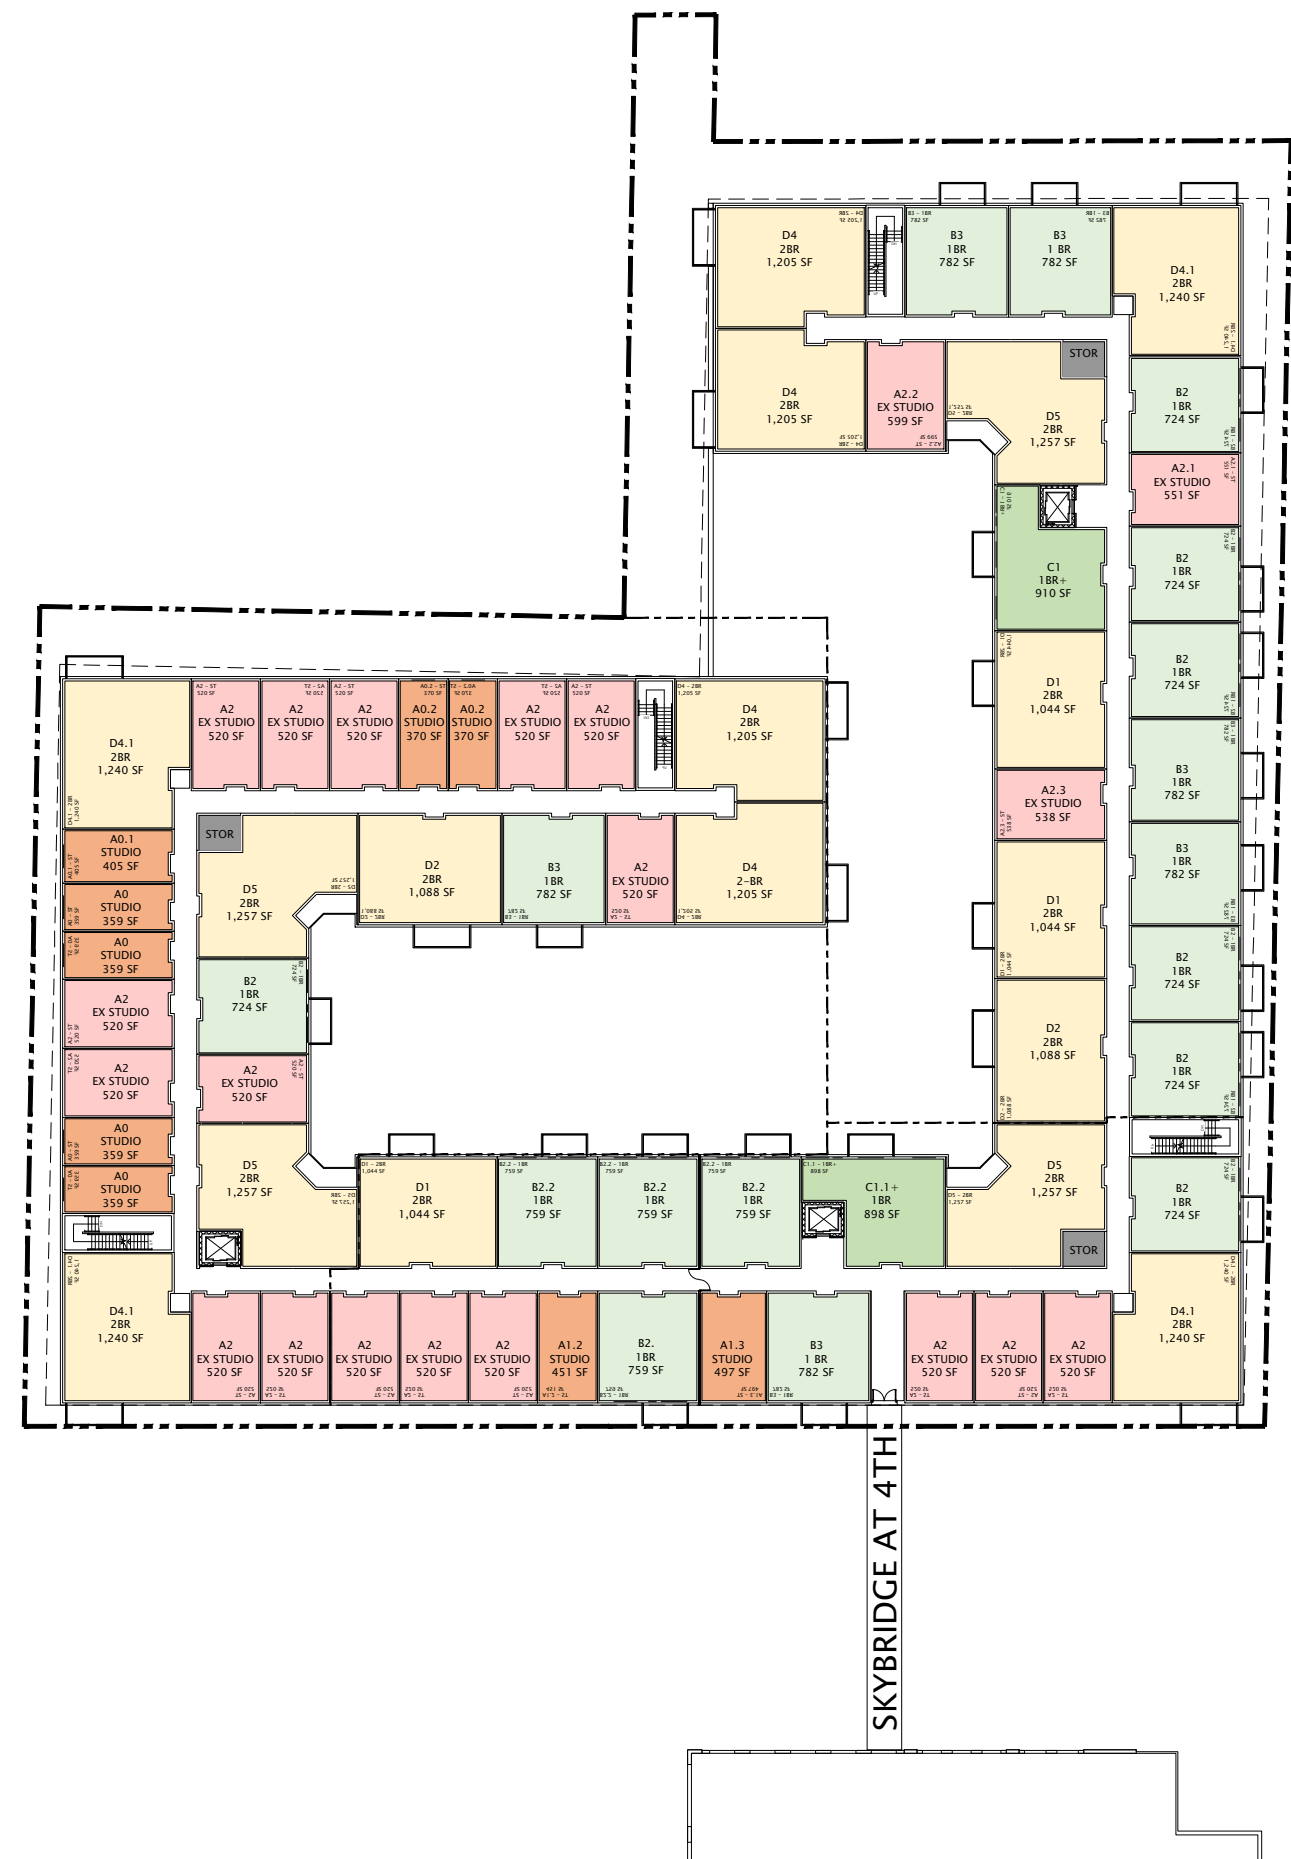 D4
2BR
1,205 SF
B3
1BR
782 SF
B3
1 BR
782 SF
D4.1
2BR
1,240 SF
D4
2BR
1,205 SF
A2.2
EX STUDIO
599 SF
STOR
D5
2BR
1,257 SF
B2
1BR
724 SF
A2.1
EX STUDIO
551 SF
C1
1BR+
910 SF
B2
1BR
724 SF
D1
2BR
1,044 SF
B2
1BR
724 SF
A2.3
EX STUDIO
538 SF
B3
1BR
782 SF
D1
2BR
1,044 SF
B3
1BR
782 SF
D2
2BR
1,088 SF
B2
1BR
724 SF
B2
1BR
724 SF
D4.1
2BR
1,240 SF
A2
EX STUDIO
520 SF
A2
EX STUDIO
520 SF
A2
EX STUDIO
520 SF
A0.2
STUDIO
370 SF
A0.2
STUDIO
370 SF
A2
EX STUDIO
520 SF
A2
EX STUDIO
520 SF
D4
2BR
1,205 SF
A0.1
STUDIO
405 SF
STOR
D5
2BR
1,257 SF
D2
2BR
1,088 SF
B3
1BR
782 SF
A2
EX STUDIO
520 SF
D4
2-BR
1,205 SF
A0
STUDIO
359 SF
A0
STUDIO
359 SF
A2
EX STUDIO
520 SF
B2
1BR
724 SF
A2
EX STUDIO
520 SF
A2
EX STUDIO
520 SF
A0
STUDIO
359 SF
A0
STUDIO
359 SF
D5
2BR
1,257 SF
D1
2BR
1,044 SF
B2.2
1BR
759 SF
B2.2
1BR
759 SF
B2.2
1BR
759 SF
C1.1+
1BR
898 SF
D5
2BR
1,257 SF
STOR
B2
1BR
724 SF
D4.1
2BR
1,240 SF
A2
EX STUDIO
520 SF
A2
EX STUDIO
520 SF
A2
EX STUDIO
520 SF
A2
EX STUDIO
520 SF
A2
EX STUDIO
520 SF
A1.2
STUDIO
451 SF
B2.
1BR
759 SF
A1.3
STUDIO
497 SF
B3
1 BR
782 SF
A2
EX STUDIO
520 SF
A2
EX STUDIO
520 SF
A2
EX STUDIO
520 SF
D4.1
2BR
1,240 SF
SKYBRIDGE AT 4TH